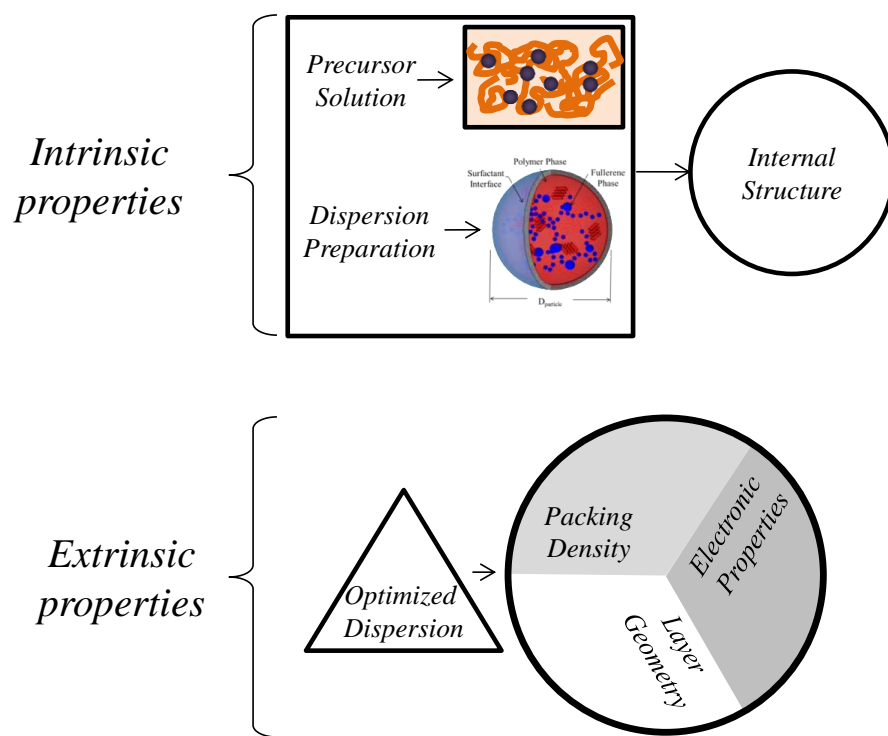 Intrinsic
properties
Precursor
Solution
Polymer Phase
Surfactant
Interface
Fullerene
Phase
Dispersion
Preparation
D particle
Internal
Structure
Extrinsic
properties
Optimized
Dispersion
Packing
Density
Electronic
Properties
Layer
Geometry